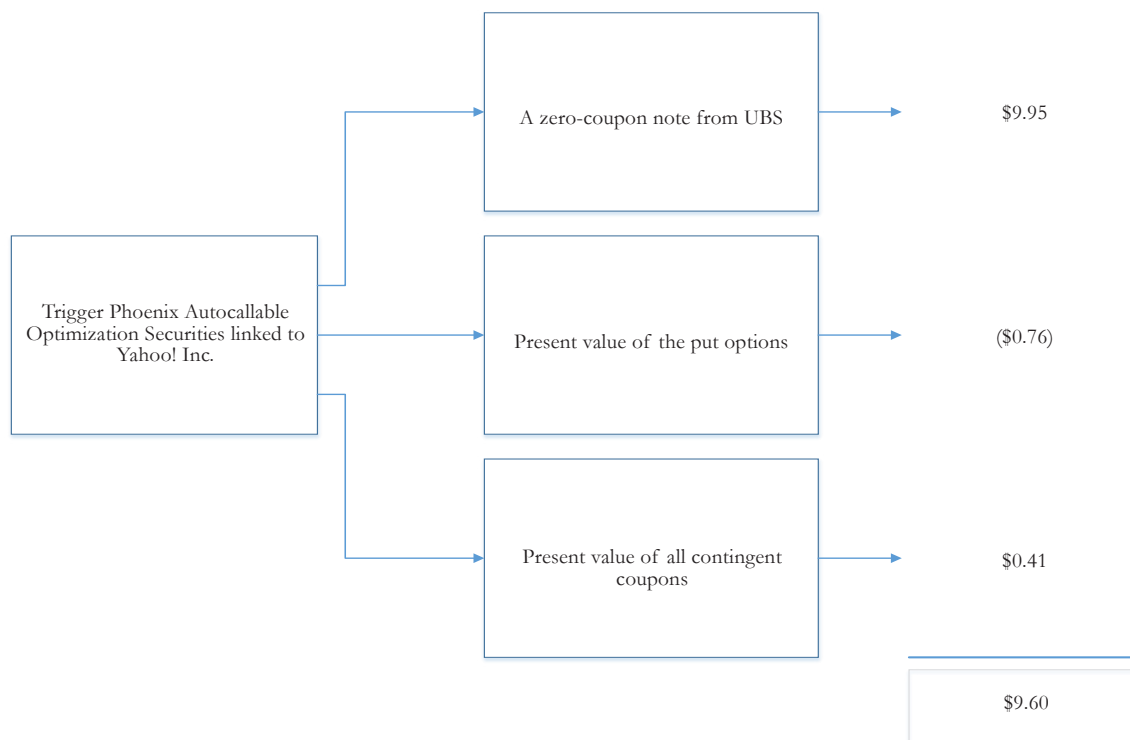 A zero-coupon note from UBS
$9.95
Trigger Phoenix Autocallable
Optimization Securities linked to
Yahoo! Inc.
Present value of the put options
($0.76)
Present value of all contingent
coupons
$0.41
$9.60